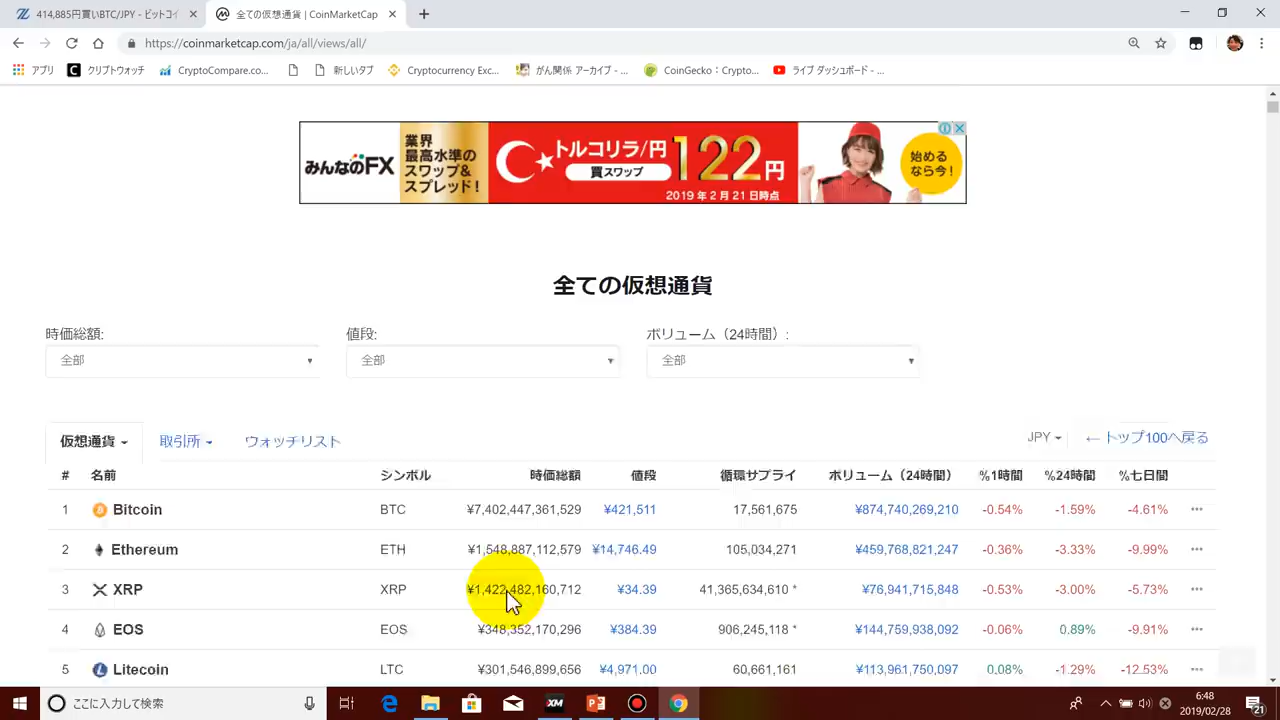 414,885円買いBTC/JPY - ビットコイ
全ての仮想通貨 | CoinMarketCap
https://coinmarketcap.com/ja/all/views/all/
アプリ クリプトウォッチ CryptoCompare.co... 新しいタブ Cryptocurrency Exc... がん関係 アーカイブ - ... CoinGecko：Crypto... ライブ ダッシュボード - ...
みんなのFX
業界
最高水準の
スワップ&
スプレッド!
トルコリラ/円
買スワップ
122円
2019年2月21日時点
始める
なら今!
全ての仮想通貨
時価総額: 値段: ボリューム（24時間）:
全部 全部 全部
仮想通貨 取引所 ウォッチリスト JPY ← トップ100へ戻る
# 名前 シンボル 時価総額 値段 循環サプライ ボリューム（24時間） %1時間 %24時間 %七日間
1 Bitcoin BTC ¥7,402,447,361,529 ¥421,511 17,561,675 ¥874,740,269,210 -0.54% -1.59% -4.61% •••
2 Ethereum ETH ¥1,548,887,112,579 ¥14,746.49 105,034,271 ¥459,768,821,247 -0.36% -3.33% -9.99% •••
3 XRP XRP ¥1,422,482,160,712 ¥34.39 41,365,634,610 * ¥76,941,715,848 -0.53% -3.00% -5.73% •••
4 EOS EOS ¥348,352,170,296 ¥384.39 906,245,118 * ¥144,759,938,092 -0.06% 0.89% -9.91% •••
5 Litecoin LTC ¥301,546,899,656 ¥4,971.00 60,661,161 ¥113,961,750,097 0.08% -1.29% -12.53% •••
ここに入力して検索
XM
6:48
2019/02/28
21